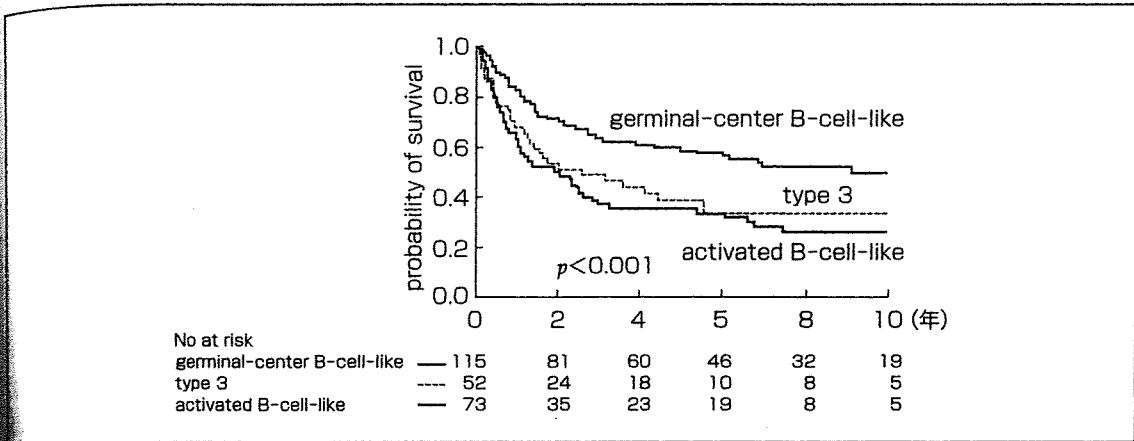 probability of survival
1.0
0.8
0.6
0.4
0.2
0.0
germinal-center B-cell-like
type 3
activated B-cell-like
p<0.001
0 2 4 6 8 10 (年)
No at risk
germinal-center B-cell-like 115 81 60 46 32 19
type 3 52 24 18 10 8 5
activated B-cell-like 73 35 23 19 8 5